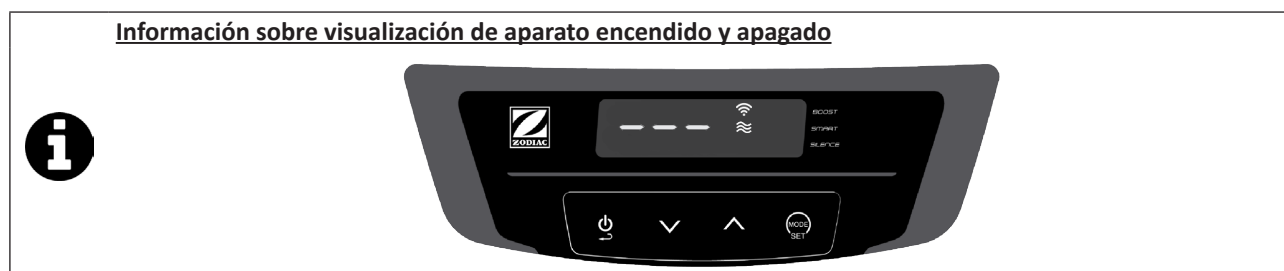 Información sobre visualización de aparato encendido y apagado
BOOST
SMART
ZODIAC
SILENCE
MODE
SET